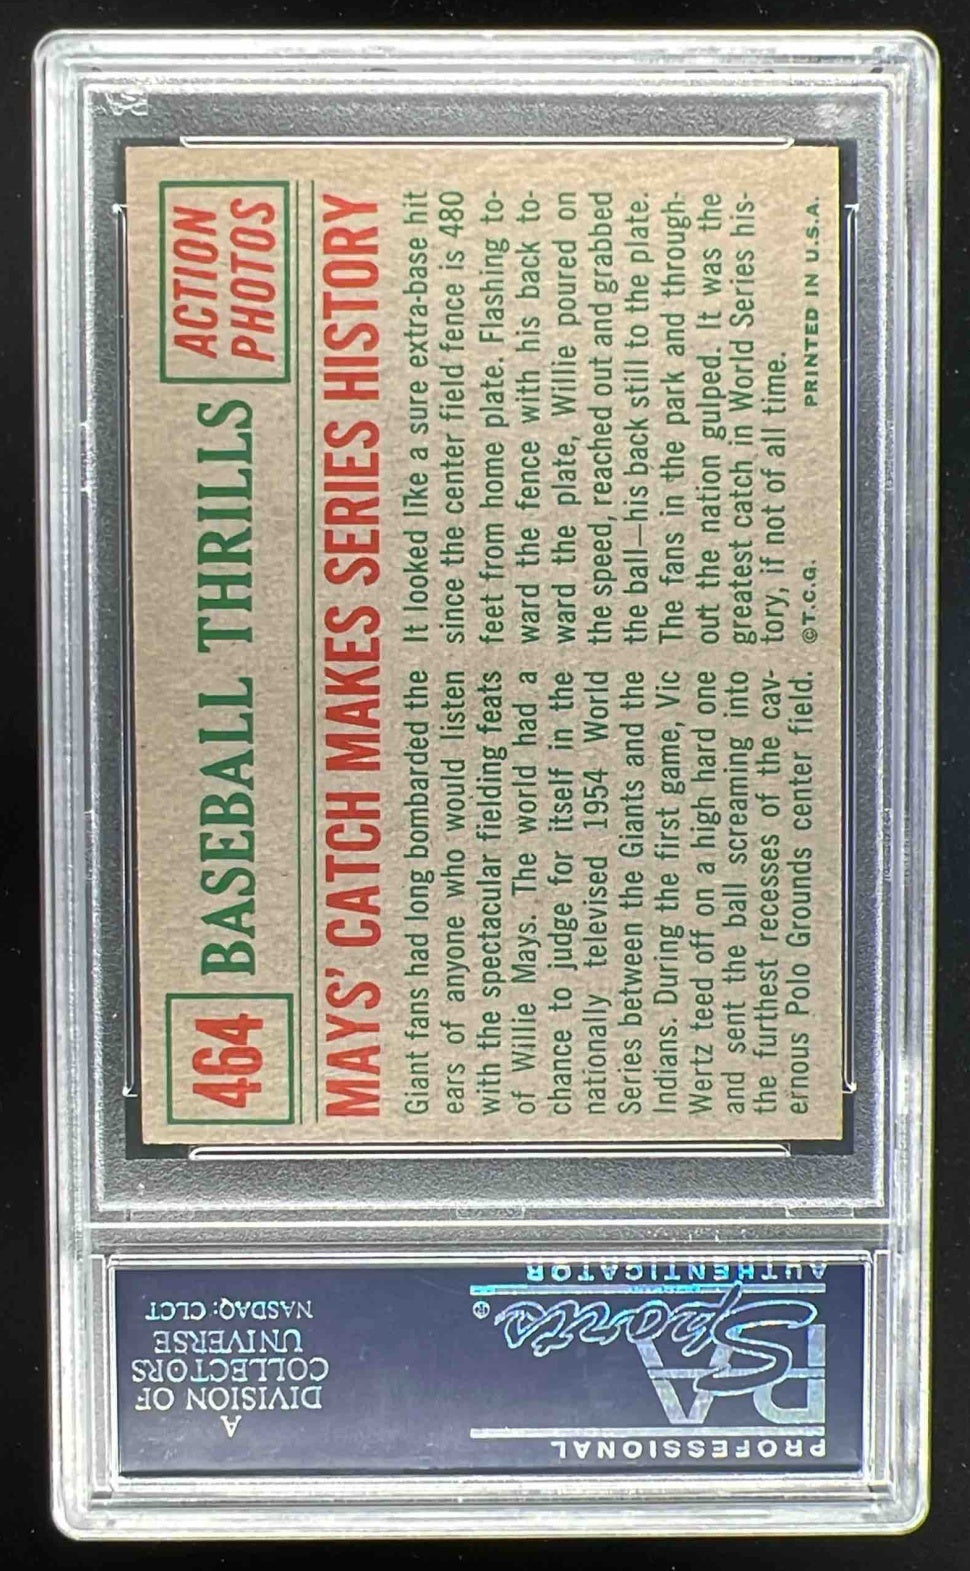 464
BASEBALL THRILLS
ACTION
PHOTOS
MAYS' CATCH MAKES SERIES HISTORY
Giant fans had long bombarded the
ears of anyone who would listen
with the spectacular fielding feats
of Willie Mays. The world had a
chance to judge for itself in the
nationally televised 1954 World
Series between the Giants and the
Indians. During the first game, Vic
Wertz teed off on a high hard one
and sent the ball screaming into
the furthest recesses of the cav-
ernous Polo Grounds center field.
It looked like a sure extra-base hit
since the center field fence is 480
feet from home plate. Flashing to-
ward the fence with his back to-
ward the plate, Willie poured on
the speed, reached out and grabbed
the ball—his back still to the plate.
The fans in the park and through-
out the nation gulped. It was the
greatest catch in World Series his-
tory, if not of all time.
©T.C.G.
PRINTED IN U.S.A.
PROFESSIONAL
Sports
®
AUTHENTICATOR
A
DIVISION OF
COLLECTORS
UNIVERSE
NASDAQ: CLCT